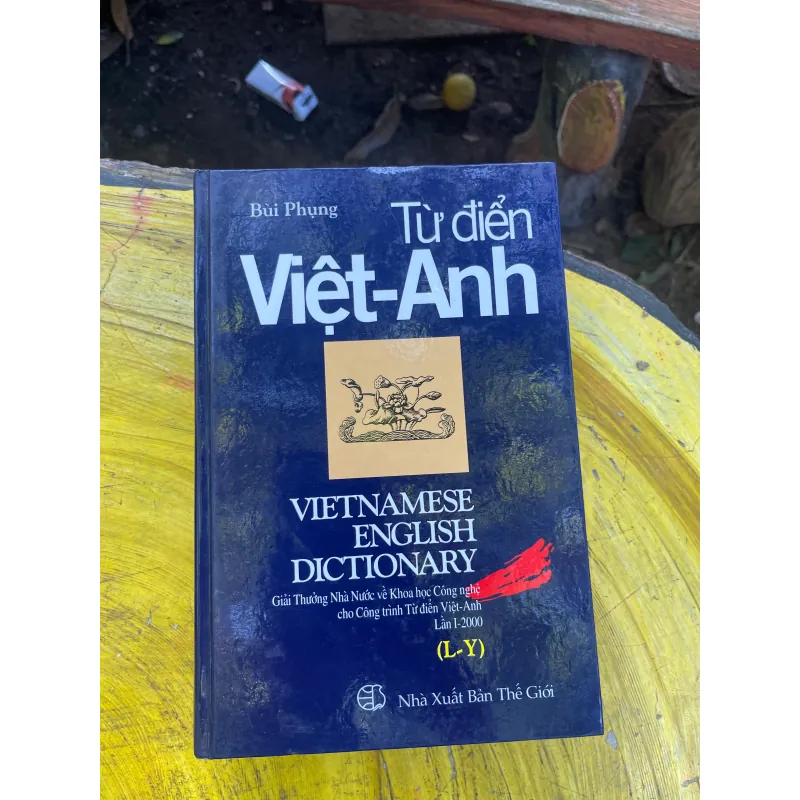 Bùi Phụng
Từ điển
Việt-Anh
VIETNAMESE
ENGLISH
DICTIONARY
Giải Thưởng Nhà Nước về Khoa học Công nghệ
cho Công trình Từ điển Việt-Anh
Lần I-2000
(L-Y)
Nhà Xuất Bản Thế Giới